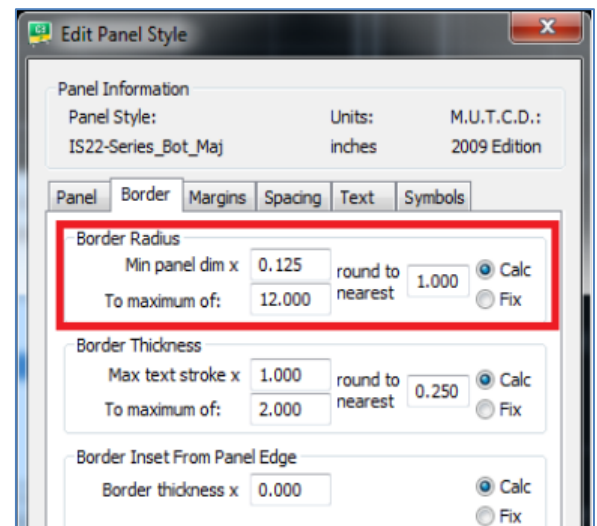 Edit Panel Style
Panel Information
Panel Style: Units: M.U.T.C.D.:
IS22-Series_Bot_Maj inches 2009 Edition
Panel Border Margins Spacing Text Symbols
Border Radius
Min panel dim x 0.125 round to nearest 1.000 Calc
To maximum of: 12.000 Fix
Border Thickness
Max text stroke x 1.000 round to nearest 0.250 Calc
To maximum of: 2.000 Fix
Border Inset From Panel Edge
Border thickness x 0.000 Calc
Fix